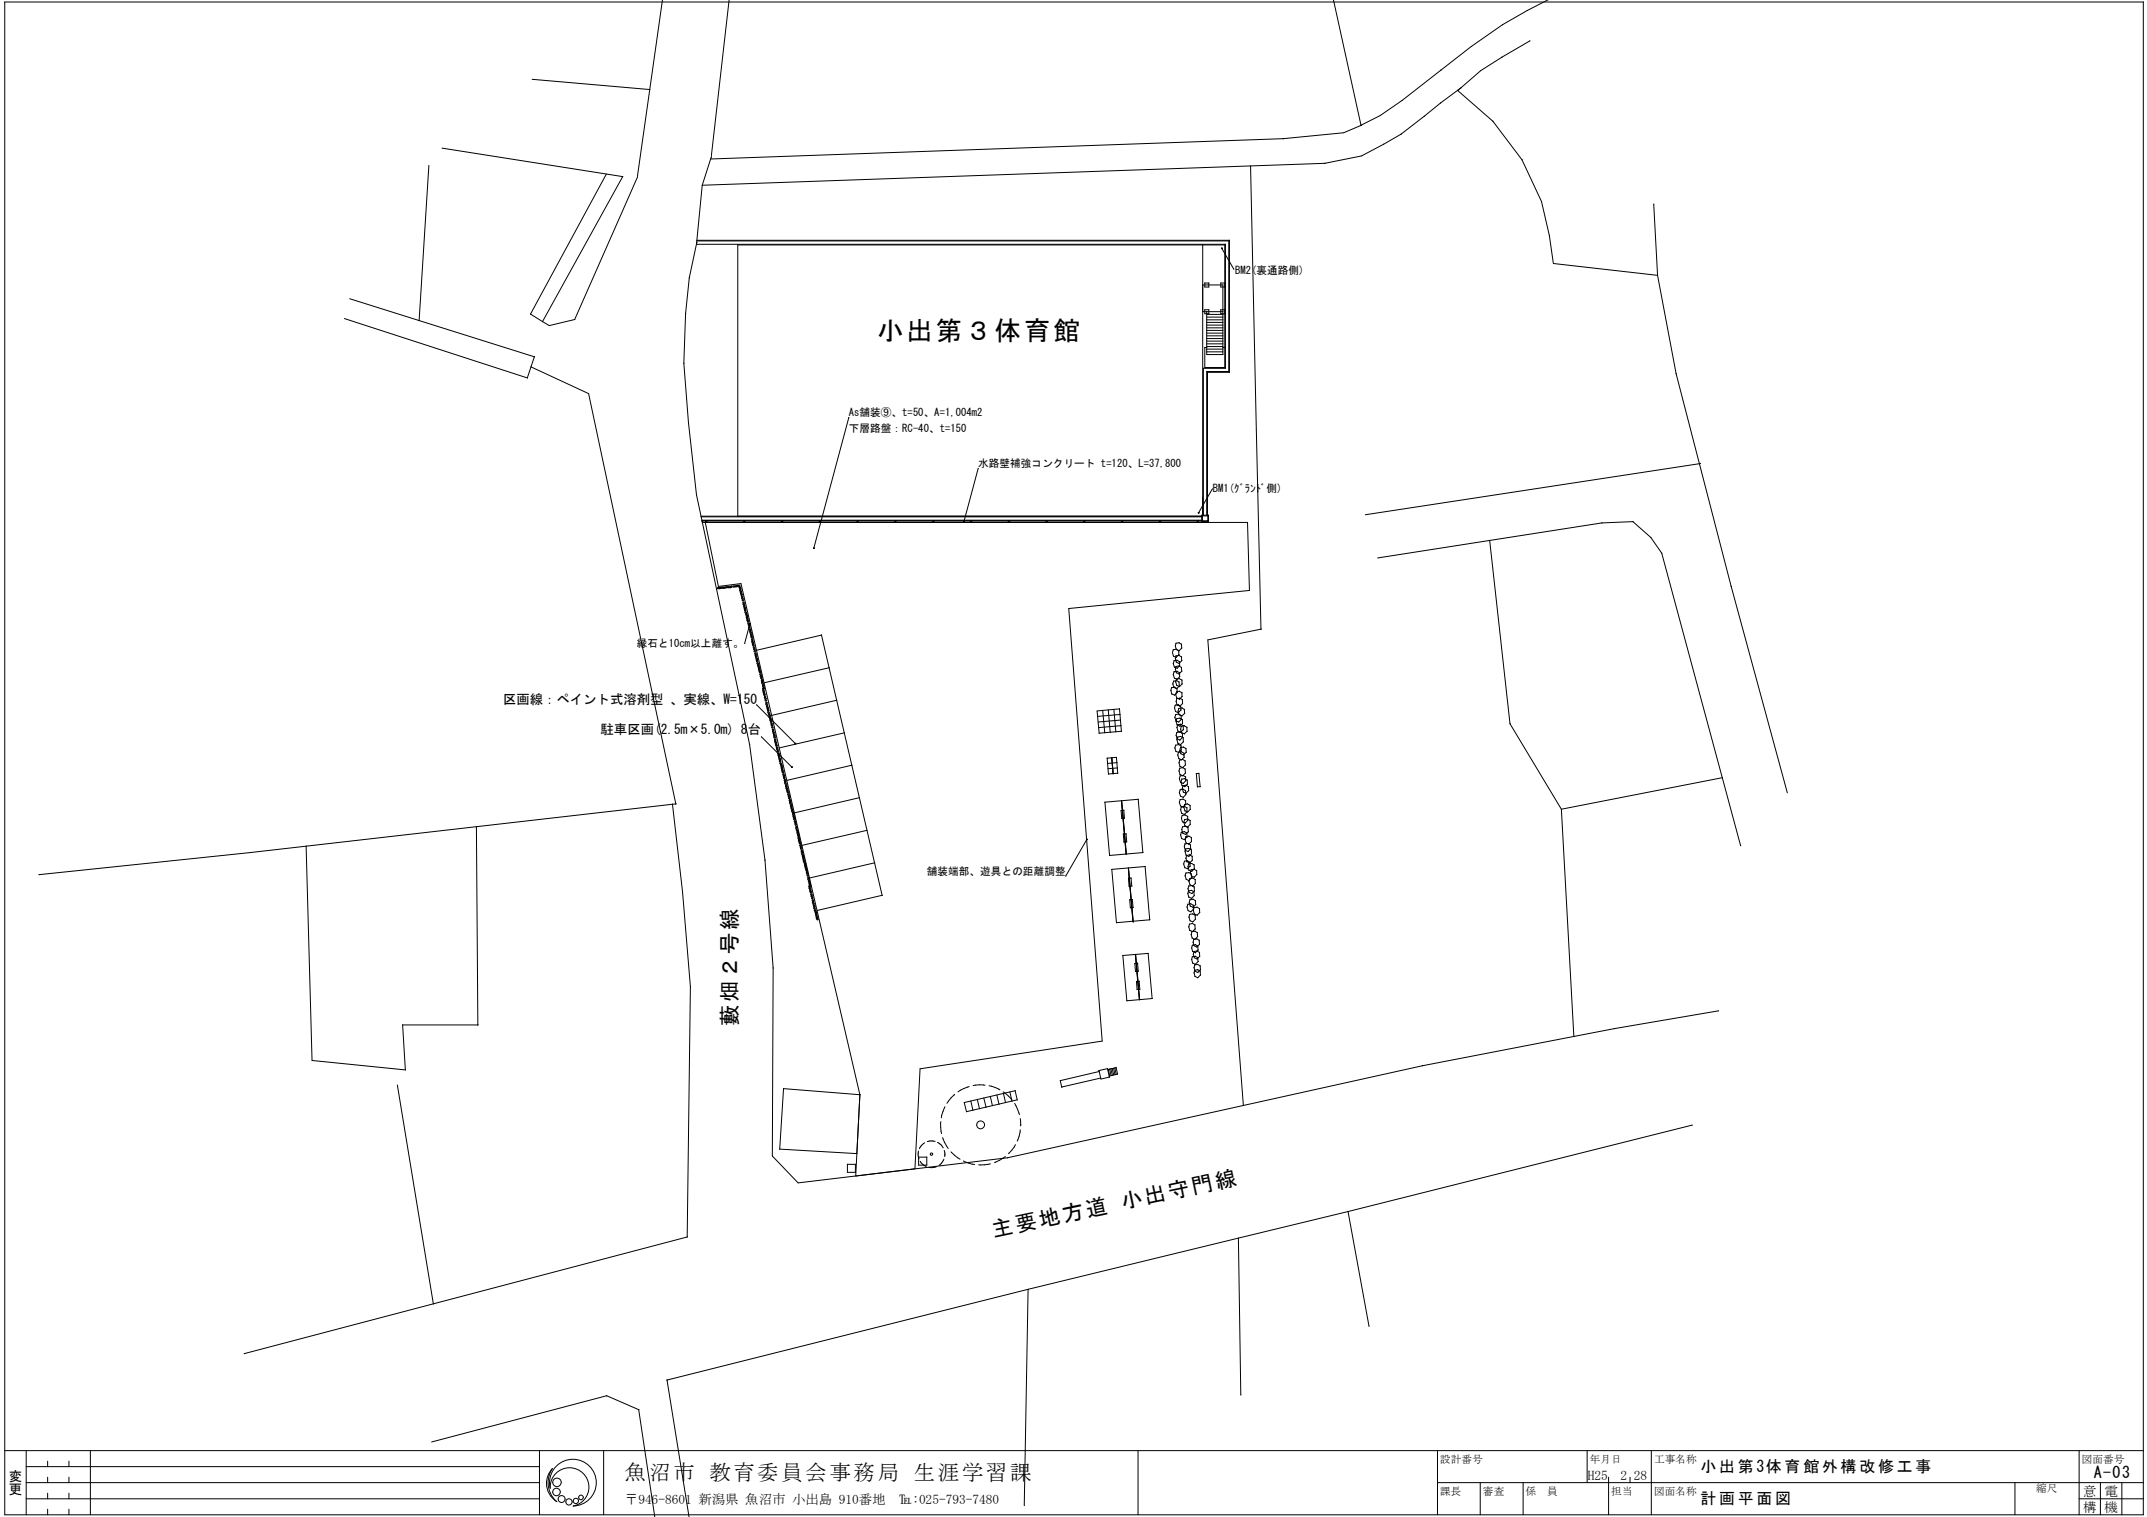 小出第３体育館
BM2(裏通路側)
As舗装⑨、t=50、A=1,004m2
下層路盤：RC-40、t=150
水路壁補強コンクリート t=120、L=37,800
BM1(ｸﾞﾗﾝﾄﾞ側)
縁石と10cm以上離す。
区画線：ペイント式溶剤型 、実線、W=150
駐車区画(2.5m×5.0m) 8台
舗装端部、遊具との距離調整
藪畑２号線
主要地方道 小出守門線
変更
魚沼市 教育委員会事務局 生涯学習課
〒946-8601 新潟県 魚沼市 小出島 910番地 ℡:025-793-7480
設計番号
年月日
H25, 2,28
工事名称 小出第3体育館外構改修工事
図面番号
A-03
課長 審査 係 員 担当
図面名称 計画平面図
縮尺
意 電
構 機